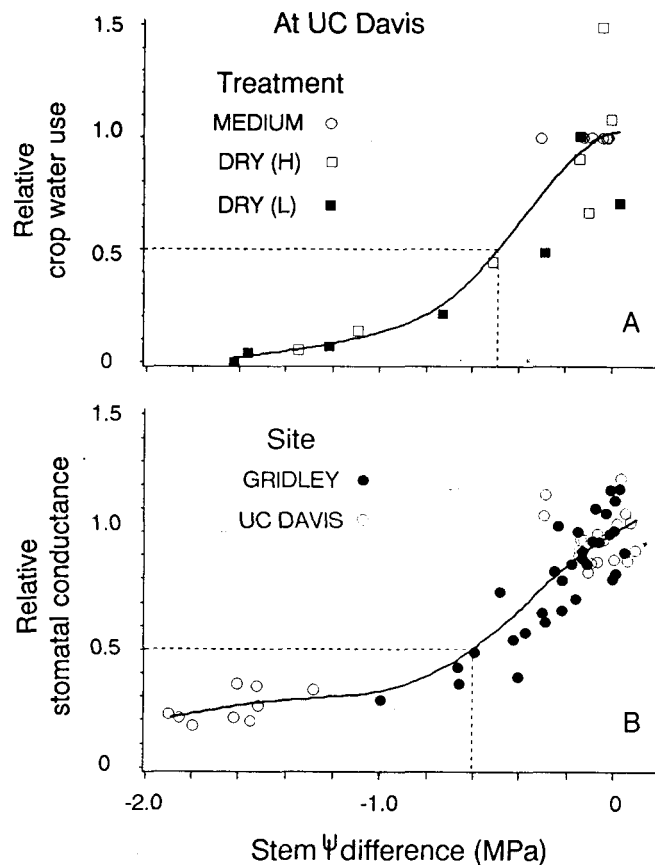 At UC Davis
1.5
1.0
0.5
0
Relative
crop water use
Treatment
MEDIUM
DRY (H)
DRY (L)
A
1.5
1.0
0.5
0
Relative
stomatal conductance
Site
GRIDLEY
UC DAVIS
B
-2.0 -1.0 0
Stem Ψ difference (MPa)